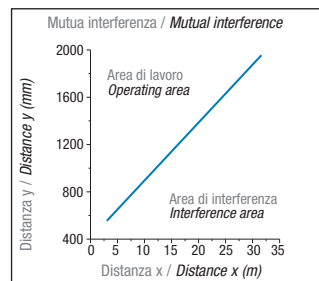 Mutua interferenza / Mutual interference
Distanza y / Distance y (mm)
2000
1600
1200
800
400
Area di lavoro
Operating area
Area di interferenza
Interference area
0 5 10 15 20 25 30 35
Distanza x / Distance x (m)